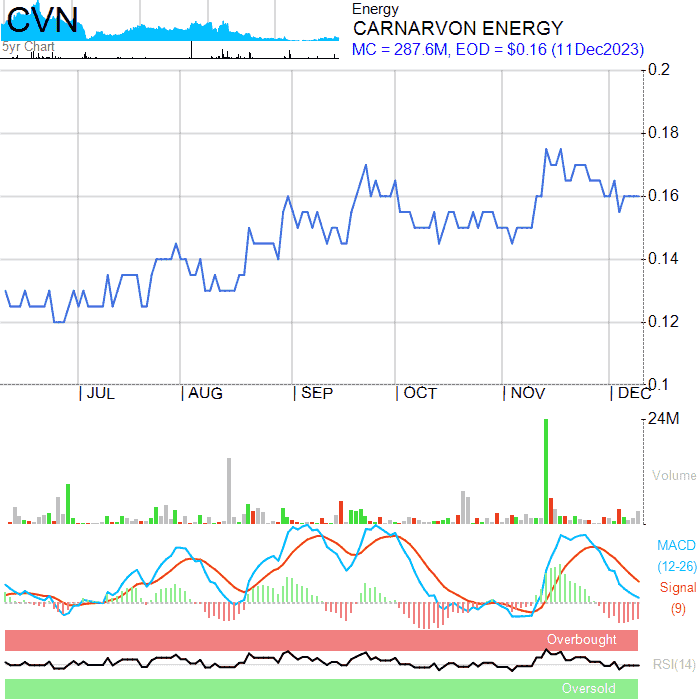 CVN
5yr Chart
Energy
CARNARVON ENERGY
MC = 287.6M, EOD = $0.16 (11Dec2023)
0.2
0.18
0.16
0.14
0.12
0.1
JUL AUG SEP OCT NOV DEC
24M
Volume
MACD
(12-26)
Signal
(9)
Overbought
RSI(14)
Oversold